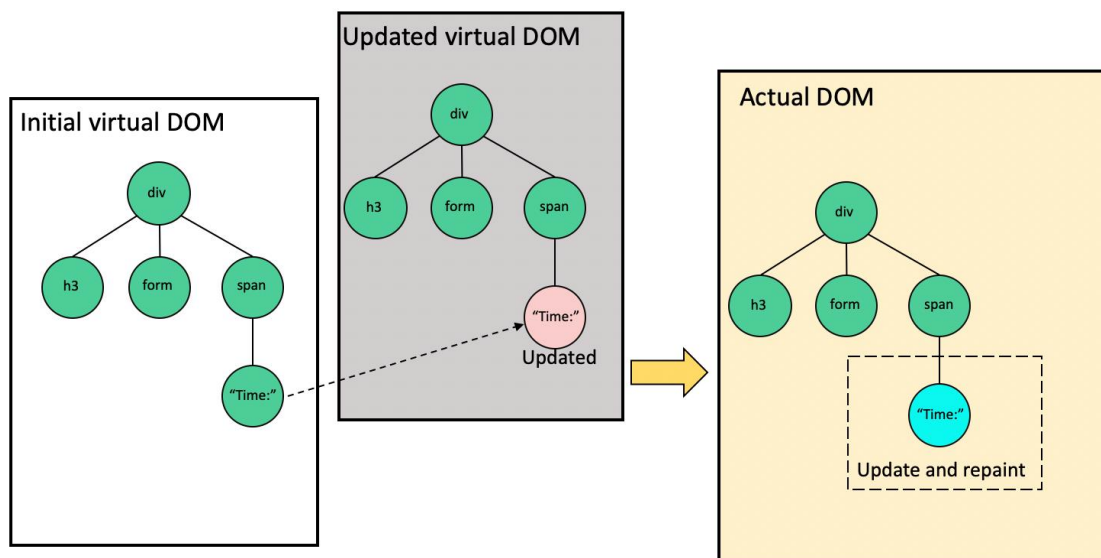 Initial virtual DOM
div
h3
form
span
“Time:”
Updated virtual DOM
div
h3
form
span
“Time:”
Updated
Actual DOM
div
h3
form
span
“Time:”
Update and repaint